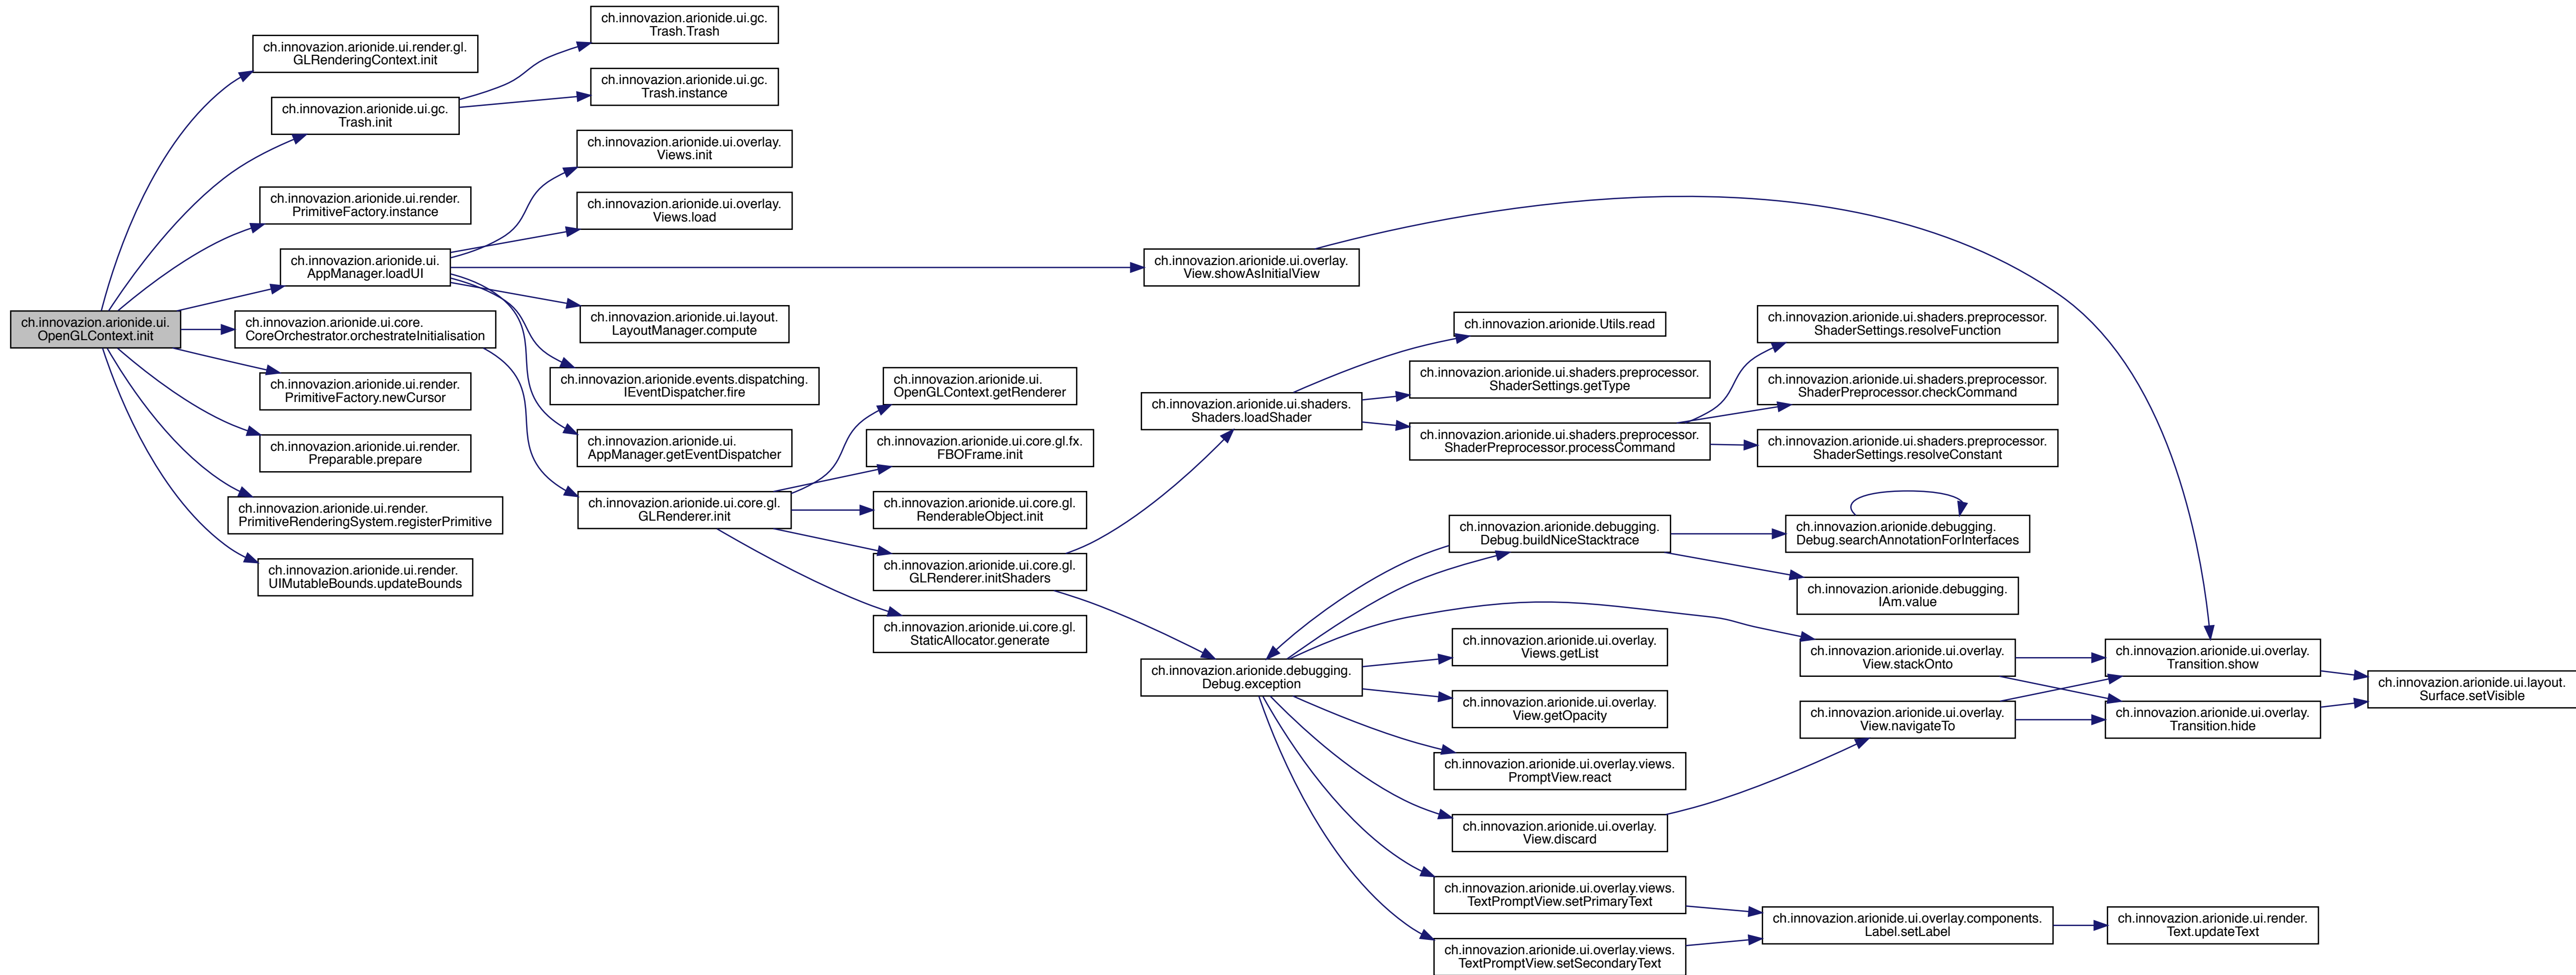 ch.innovazion.arionide.ui.
OpenGLContext.init
ch.innovazion.arionide.ui.render.gl.
GLRenderingContext.init
ch.innovazion.arionide.ui.gc.
Trash.init
ch.innovazion.arionide.ui.render.
PrimitiveFactory.instance
ch.innovazion.arionide.ui.
AppManager.loadUI
ch.innovazion.arionide.ui.core.
CoreOrchestrator.orchestrateInitialisation
ch.innovazion.arionide.ui.render.
PrimitiveFactory.newCursor
ch.innovazion.arionide.ui.render.
Preparable.prepare
ch.innovazion.arionide.ui.render.
PrimitiveRenderingSystem.registerPrimitive
ch.innovazion.arionide.ui.render.
UIMutableBounds.updateBounds
ch.innovazion.arionide.ui.gc.
Trash.Trash
ch.innovazion.arionide.ui.gc.
Trash.instance
ch.innovazion.arionide.ui.overlay.
Views.init
ch.innovazion.arionide.ui.overlay.
Views.load
ch.innovazion.arionide.ui.layout.
LayoutManager.compute
ch.innovazion.arionide.events.dispatching.
IEventDispatcher.fire
ch.innovazion.arionide.ui.
AppManager.getEventDispatcher
ch.innovazion.arionide.ui.core.gl.
GLRenderer.init
ch.innovazion.arionide.ui.
OpenGLContext.getRenderer
ch.innovazion.arionide.ui.core.gl.fx.
FBOFrame.init
ch.innovazion.arionide.ui.core.gl.
RenderableObject.init
ch.innovazion.arionide.ui.core.gl.
GLRenderer.initShaders
ch.innovazion.arionide.ui.core.gl.
StaticAllocator.generate
ch.innovazion.arionide.ui.overlay.
View.showAsInitialView
ch.innovazion.arionide.ui.shaders.
Shaders.loadShader
ch.innovazion.arionide.debugging.
Debug.exception
ch.innovazion.arionide.Utils.read
ch.innovazion.arionide.ui.shaders.preprocessor.
ShaderSettings.getType
ch.innovazion.arionide.ui.shaders.preprocessor.
ShaderPreprocessor.processCommand
ch.innovazion.arionide.debugging.
Debug.buildNiceStacktrace
ch.innovazion.arionide.ui.overlay.
Views.getList
ch.innovazion.arionide.ui.overlay.
View.getOpacity
ch.innovazion.arionide.ui.overlay.views.
PromptView.react
ch.innovazion.arionide.ui.overlay.
View.discard
ch.innovazion.arionide.ui.overlay.views.
TextPromptView.setPrimaryText
ch.innovazion.arionide.ui.overlay.views.
TextPromptView.setSecondaryText
ch.innovazion.arionide.ui.shaders.preprocessor.
ShaderSettings.resolveFunction
ch.innovazion.arionide.ui.shaders.preprocessor.
ShaderPreprocessor.checkCommand
ch.innovazion.arionide.ui.shaders.preprocessor.
ShaderSettings.resolveConstant
ch.innovazion.arionide.debugging.
Debug.searchAnnotationForInterfaces
ch.innovazion.arionide.debugging.
IAm.value
ch.innovazion.arionide.ui.overlay.
View.stackOnto
ch.innovazion.arionide.ui.overlay.
View.navigateTo
ch.innovazion.arionide.ui.overlay.components.
Label.setLabel
ch.innovazion.arionide.ui.overlay.
Transition.show
ch.innovazion.arionide.ui.overlay.
Transition.hide
ch.innovazion.arionide.ui.render.
Text.updateText
ch.innovazion.arionide.ui.layout.
Surface.setVisible